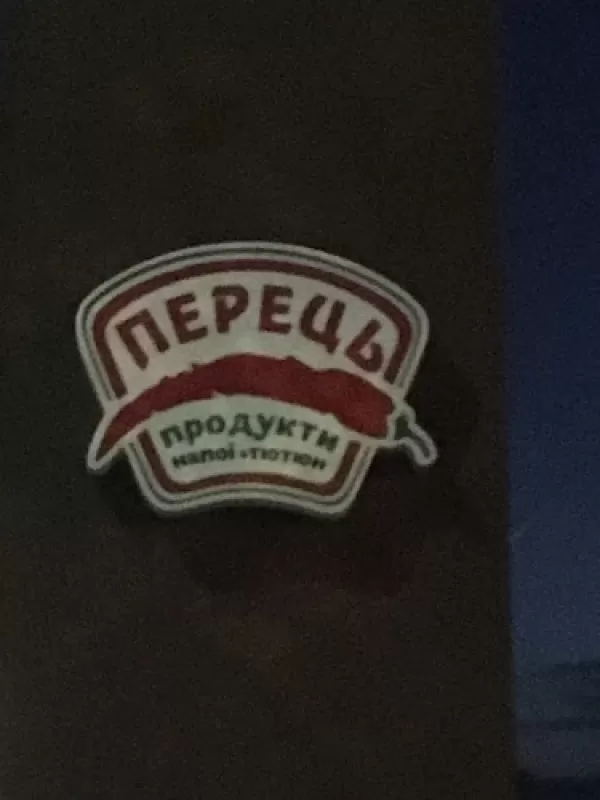 ПЕРЕЦЬ
продукти
напої • тютюн